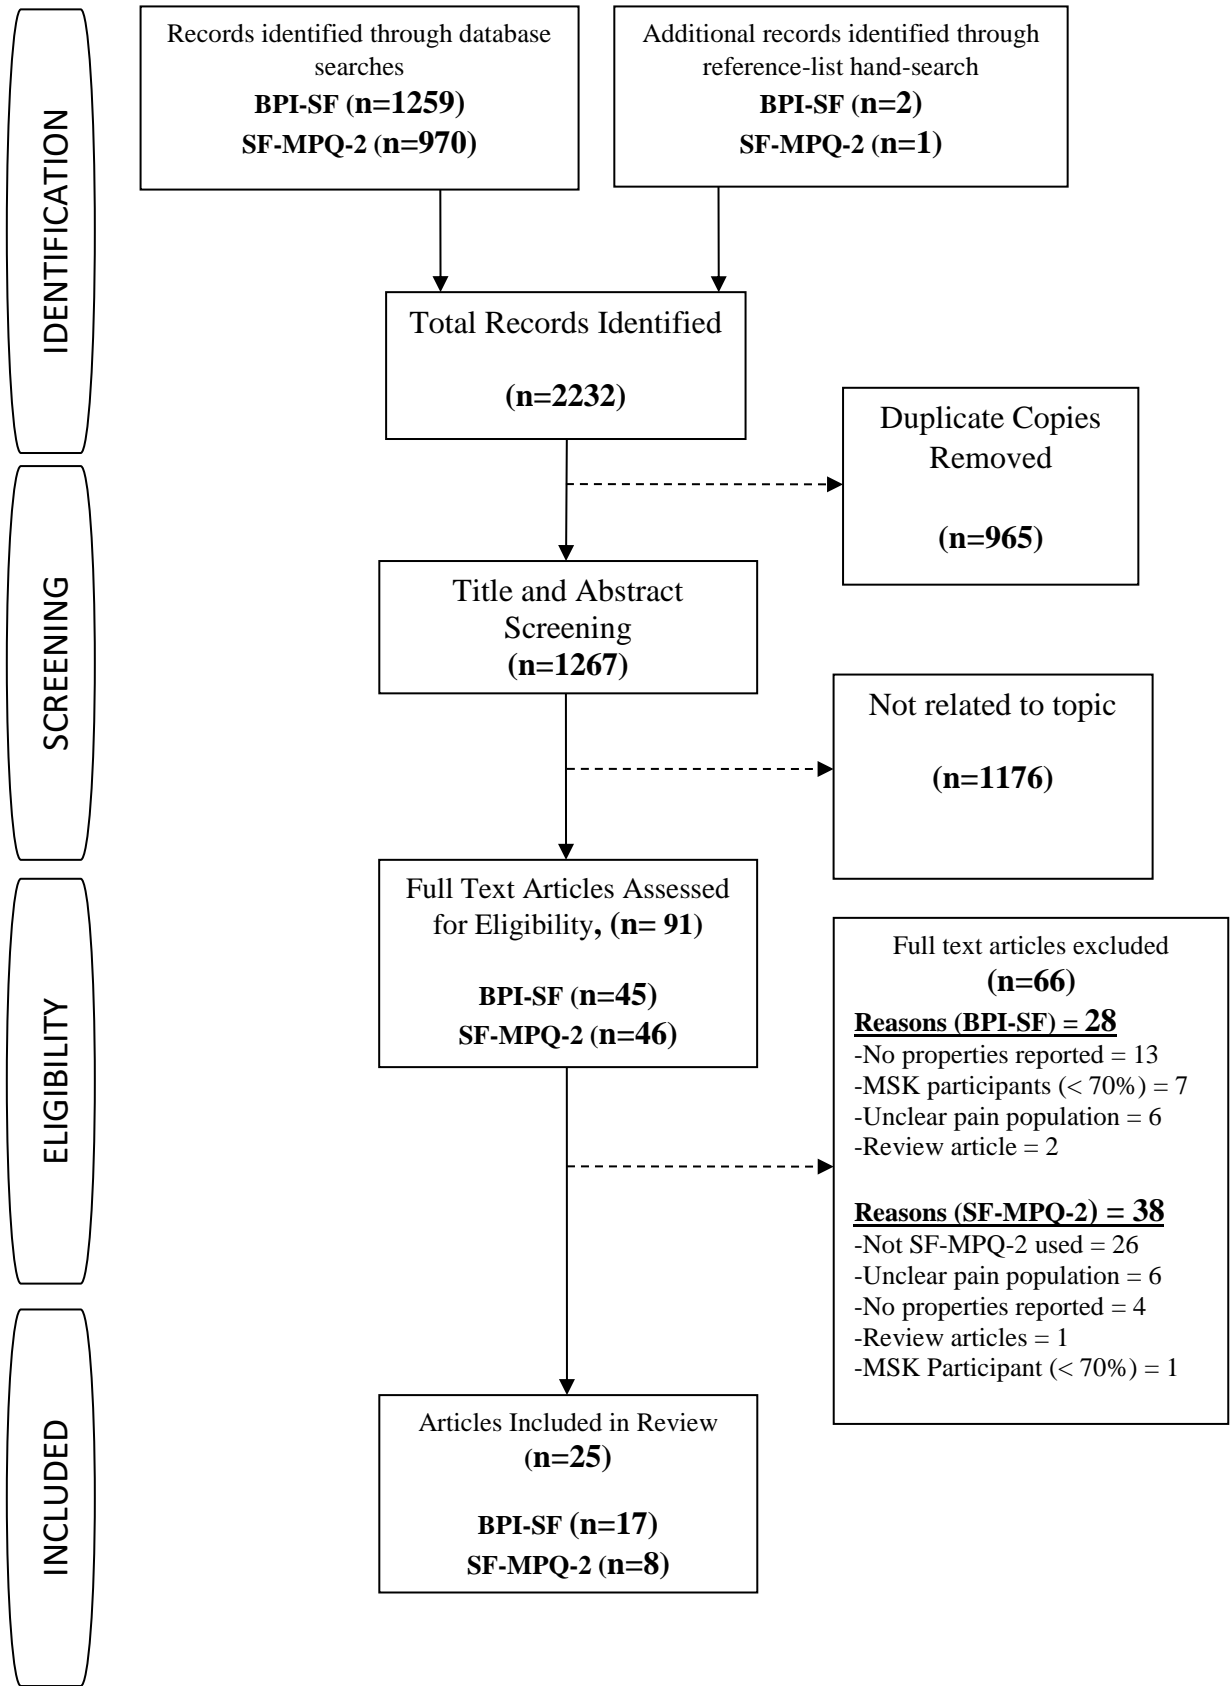 IDENTIFICATION
Records identified through database
searches
BPI-SF (n=1259)
SF-MPQ-2 (n=970)
Additional records identified through
reference-list hand-search
BPI-SF (n=2)
SF-MPQ-2 (n=1)
Total Records Identified
(n=2232)
Duplicate Copies
Removed
(n=965)
SCREENING
Title and Abstract
Screening
(n=1267)
Not related to topic
(n=1176)
ELIGIBILITY
Full Text Articles Assessed
for Eligibility, (n= 91)
BPI-SF (n=45)
SF-MPQ-2 (n=46)
Full text articles excluded
(n=66)
Reasons (BPI-SF) = 28
-No properties reported = 13
-MSK participants (< 70%) = 7
-Unclear pain population = 6
-Review article = 2
Reasons (SF-MPQ-2) = 38
-Not SF-MPQ-2 used = 26
-Unclear pain population = 6
-No properties reported = 4
-Review articles = 1
-MSK Participant (< 70%) = 1
INCLUDED
Articles Included in Review
(n=25)
BPI-SF (n=17)
SF-MPQ-2 (n=8)